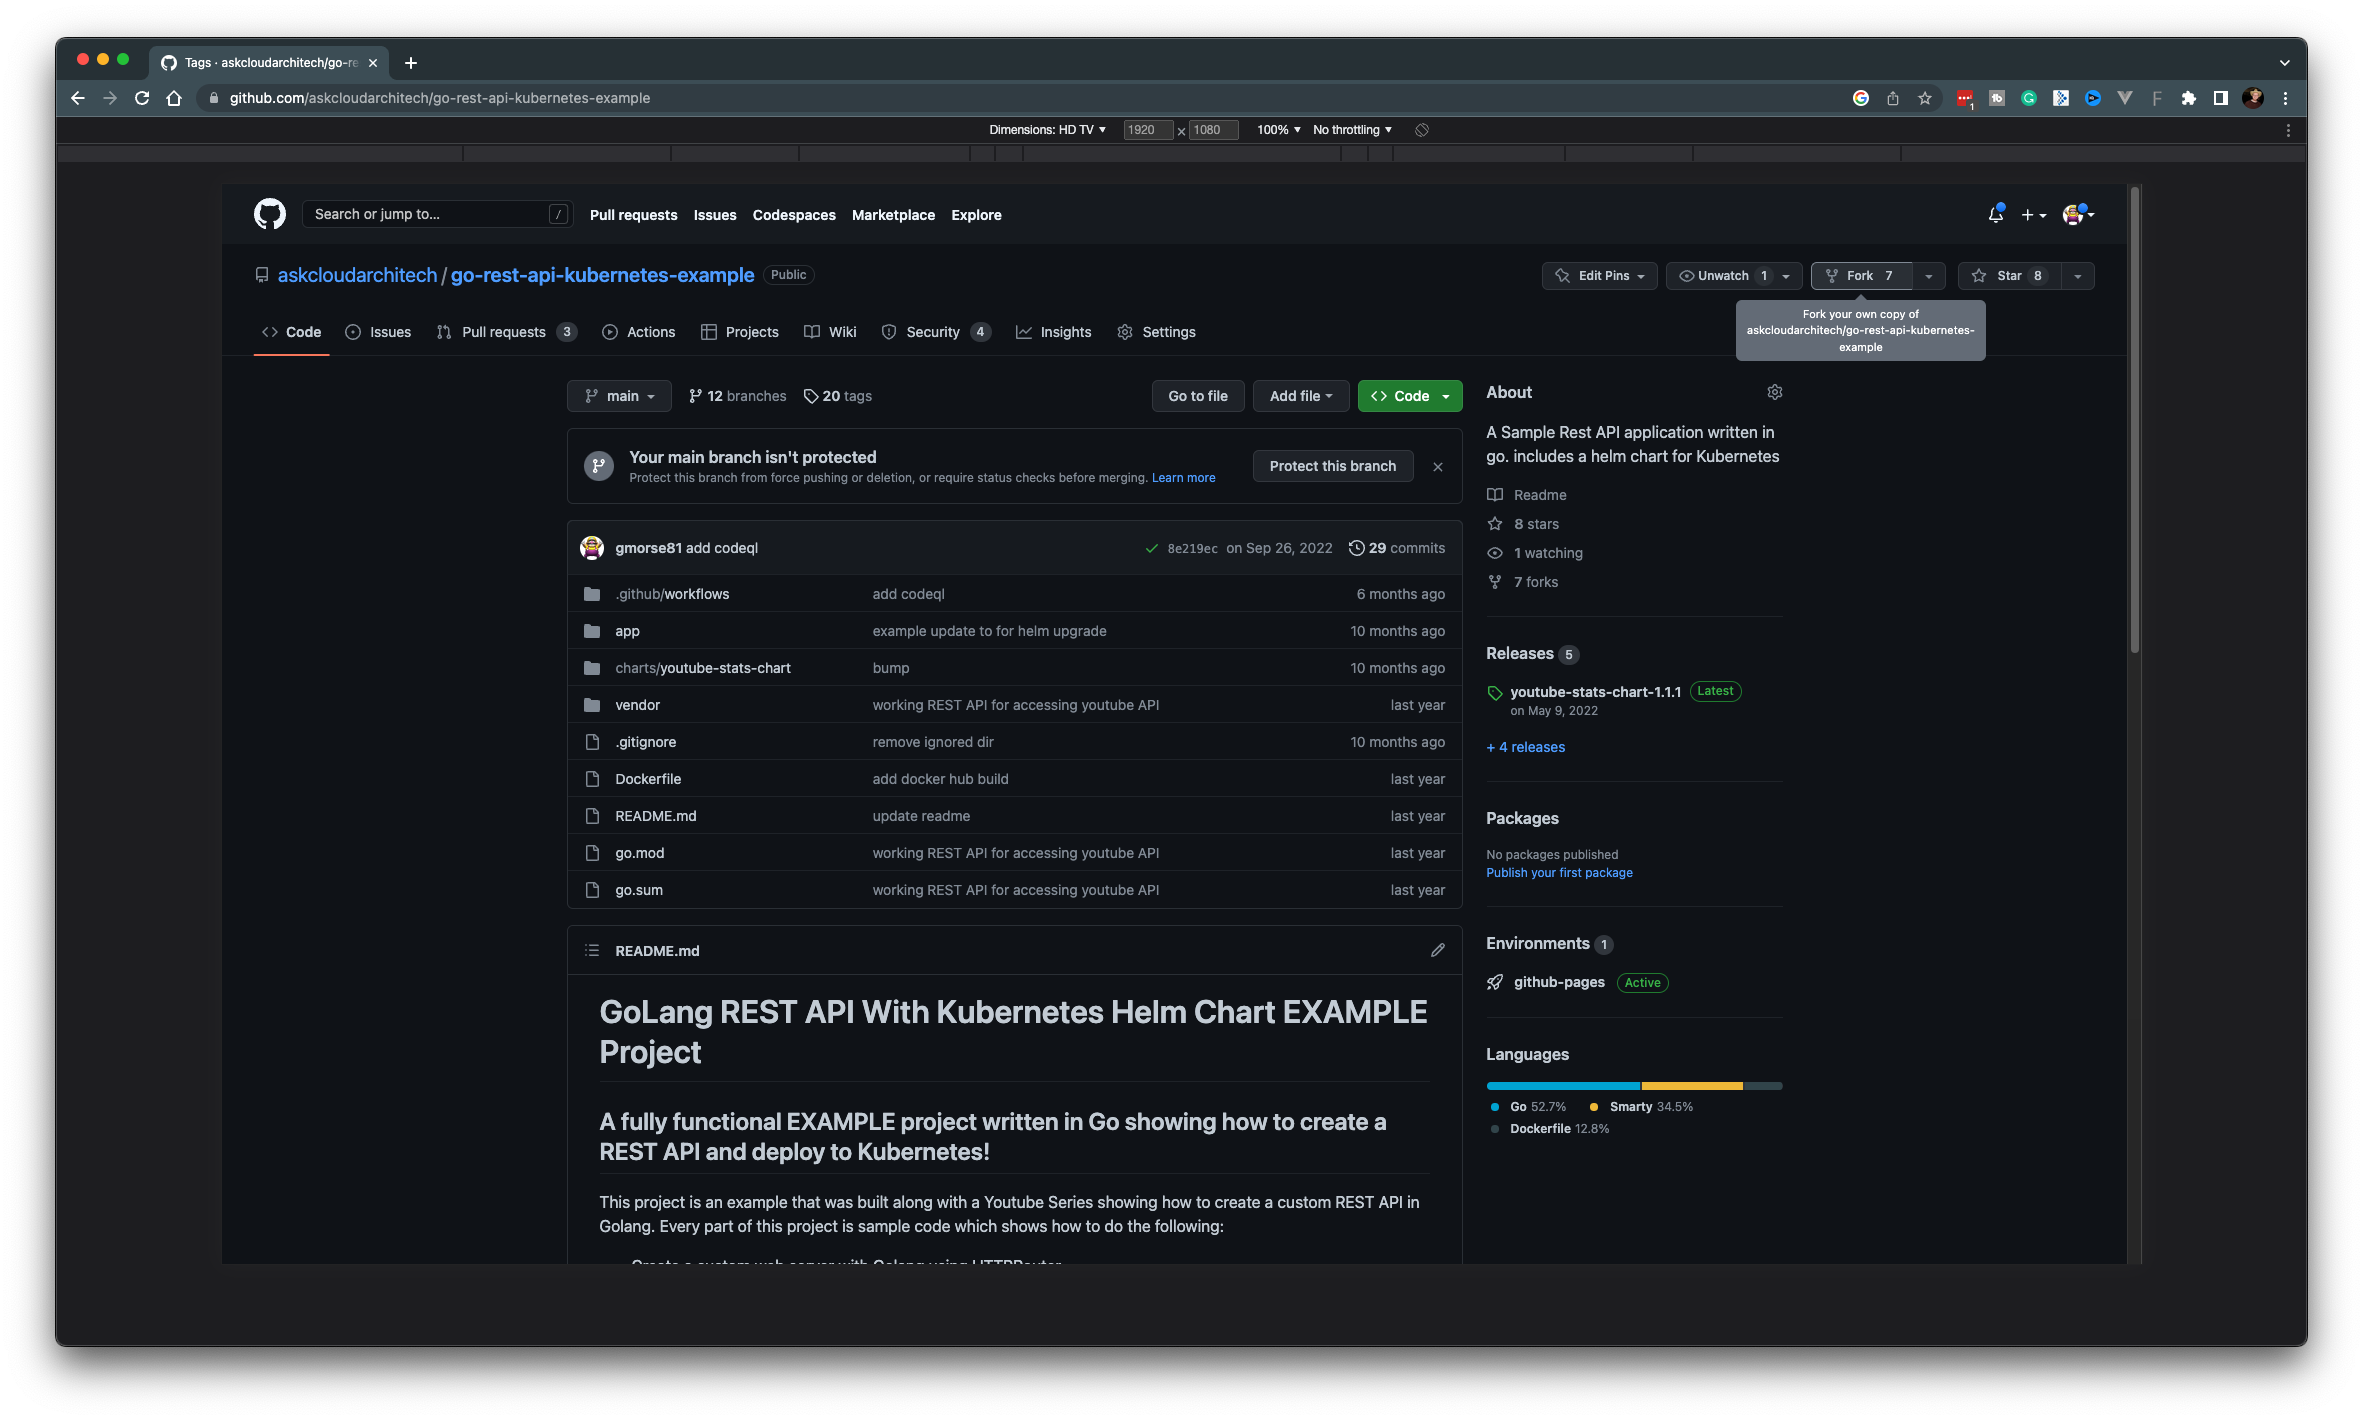 Tags · askcloudarchitech/go-re
github.com/askcloudarchitech/go-rest-api-kubernetes-example
1
Dimensions: HD TV 1920 × 1080 100% No throttling
Search or jump to... /
Pull requests Issues Codespaces Marketplace Explore
askcloudarchitech / go-rest-api-kubernetes-example Public
Edit Pins Unwatch 1 Fork 7 Star 8
Fork your own copy of
askcloudarchitech/go-rest-api-kubernetes-
example
Code Issues Pull requests 3 Actions Projects Wiki Security 4 Insights Settings
main 12 branches 20 tags Go to file Add file Code
Your main branch isn't protected
Protect this branch from force pushing or deletion, or require status checks before merging. Learn more
Protect this branch
gmorse81 add codeql 8e219ec on Sep 26, 2022 29 commits
.github/workflows add codeql 6 months ago
app example update to for helm upgrade 10 months ago
charts/youtube-stats-chart bump 10 months ago
vendor working REST API for accessing youtube API last year
.gitignore remove ignored dir 10 months ago
Dockerfile add docker hub build last year
README.md update readme last year
go.mod working REST API for accessing youtube API last year
go.sum working REST API for accessing youtube API last year
README.md
GoLang REST API With Kubernetes Helm Chart EXAMPLE
Project
A fully functional EXAMPLE project written in Go showing how to create a
REST API and deploy to Kubernetes!
This project is an example that was built along with a Youtube Series showing how to create a custom REST API in
Golang. Every part of this project is sample code which shows how to do the following:
Create a custom web server with Golang using HTTPRouter
About
A Sample Rest API application written in
go. includes a helm chart for Kubernetes
Readme
8 stars
1 watching
7 forks
Releases 5
youtube-stats-chart-1.1.1 Latest
on May 9, 2022
+ 4 releases
Packages
No packages published
Publish your first package
Environments 1
github-pages Active
Languages
Go 52.7% Smarty 34.5%
Dockerfile 12.8%